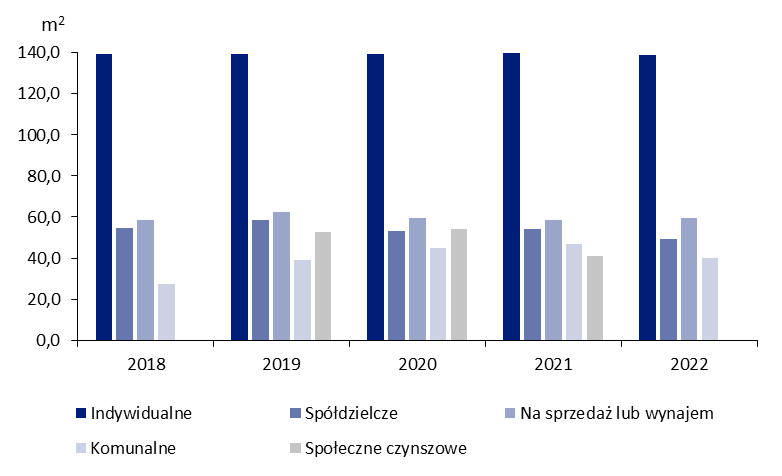 m²
140,0
120,0
100,0
80,0
60,0
40,0
20,0
0,0
2018 2019 2020 2021 2022
Indywidualne Spółdzielcze Na sprzedaż lub wynajem
Komunalne Społeczne czynszowe